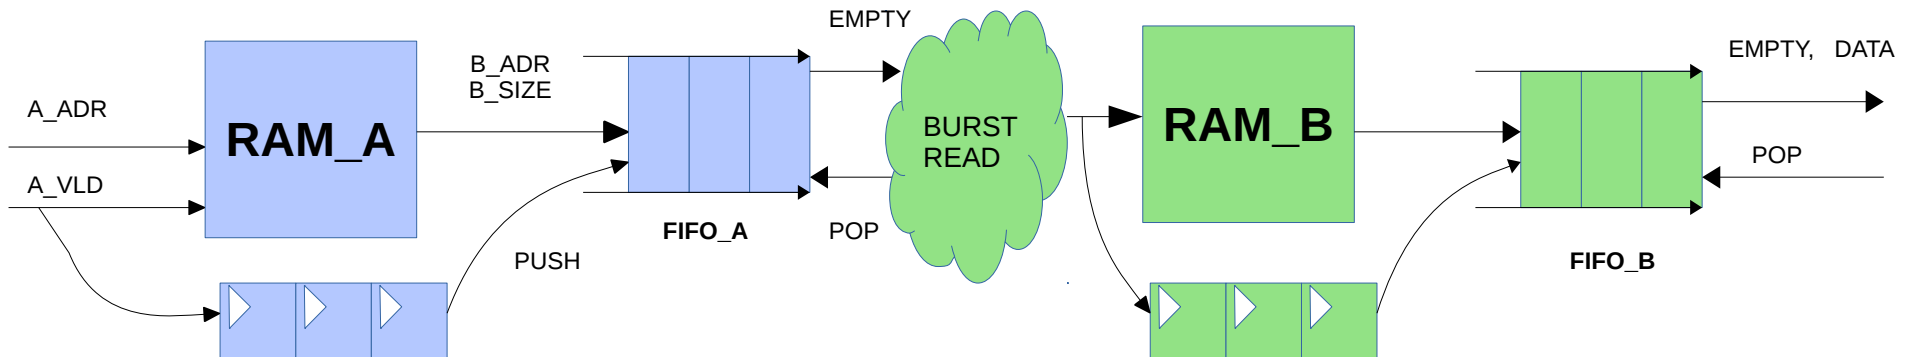 A_ADR
A_VLD
RAM_A
B_ADR
B_SIZE
PUSH
FIFO_A
EMPTY
POP
BURST
READ
RAM_B
FIFO_B
EMPTY, DATA
POP